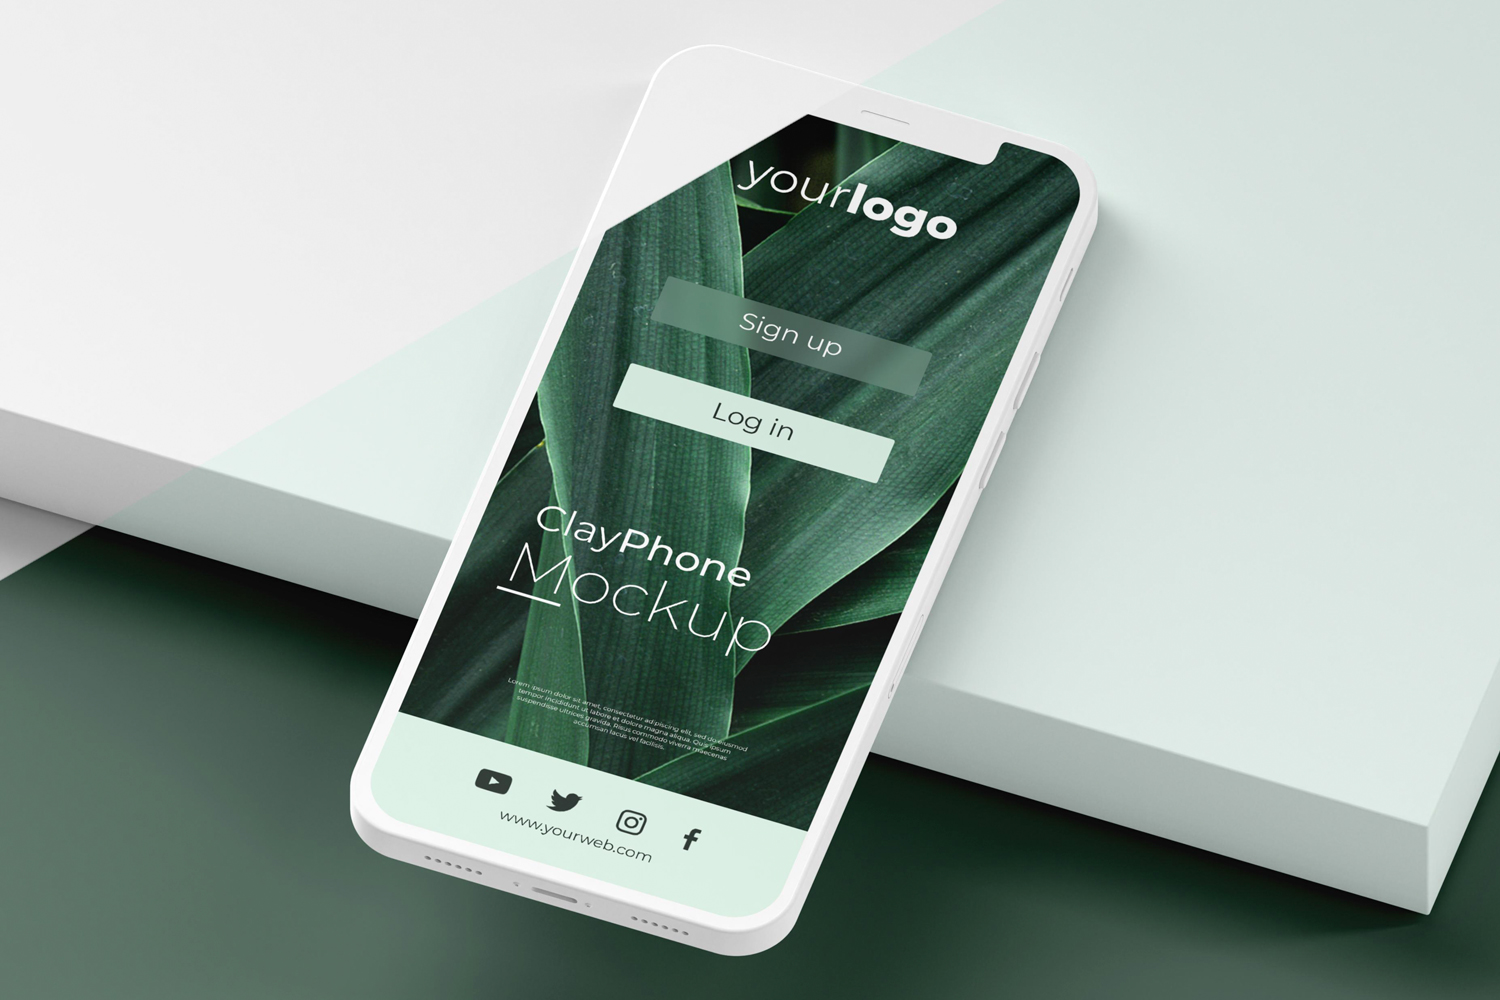 yourlogo
Sign up
Log in
ClayPhone
Mockup
Lorem ipsum dolor sit amet, consectetur adipiscing elit, sed do eiusmod
tempor incididunt ut labore et dolore magna aliqua. Quis ipsum
suspendisse ultrices gravida. Risus commodo viverra maecenas
accumsan lacus vel facilisis.
www.yourweb.com